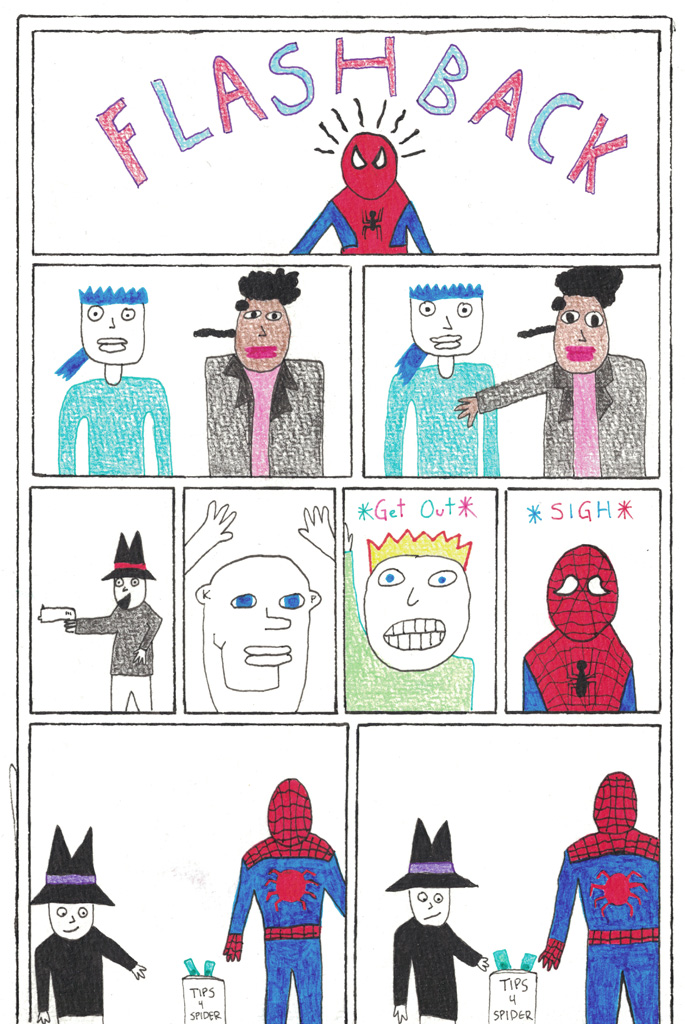 FLASHBACK
K
P
*Get Out*
*SIGH*
TIPS
4
SPIDER
TIPS
4
SPIDER